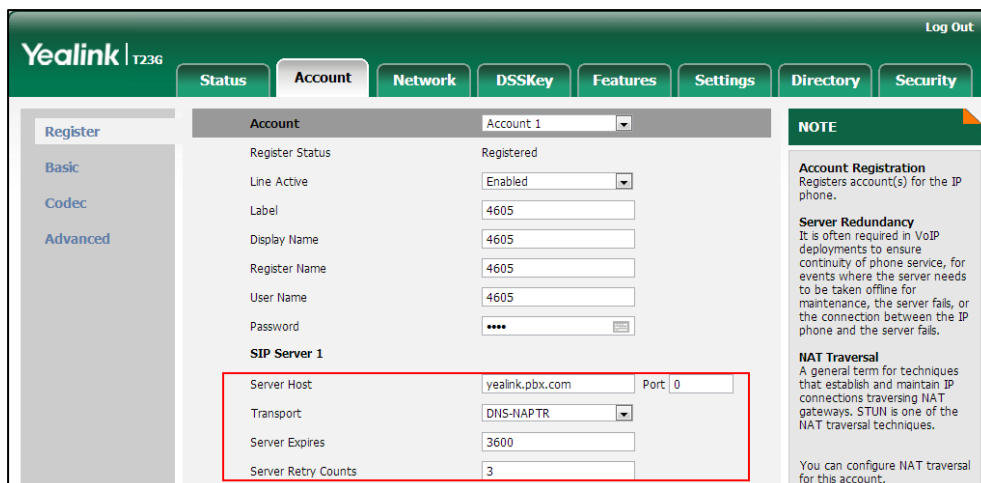 Log Out
Yealink | T23G
Status Account Network DSSKey Features Settings Directory Security
Register
Basic
Codec
Advanced
Account Account 1
Register Status Registered
Line Active Enabled
Label 4605
Display Name 4605
Register Name 4605
User Name 4605
Password ••••
SIP Server 1
Server Host yealink.pbx.com Port 0
Transport DNS-NAPTR
Server Expires 3600
Server Retry Counts 3
NOTE
Account Registration
Registers account(s) for the IP
phone.
Server Redundancy
It is often required in VoIP
deployments to ensure
continuity of phone service, for
events where the server needs
to be taken offline for
maintenance, the server fails, or
the connection between the IP
phone and the server fails.
NAT Traversal
A general term for techniques
that establish and maintain IP
connections traversing NAT
gateways. STUN is one of the
NAT traversal techniques.
You can configure NAT traversal
for this account.